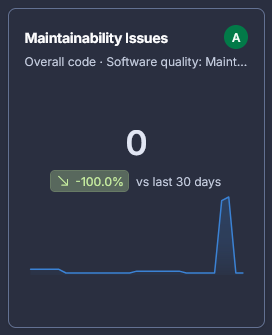 Maintainability Issues A
Overall code · Software quality: Maint...
0
↘ -100.0% vs last 30 days